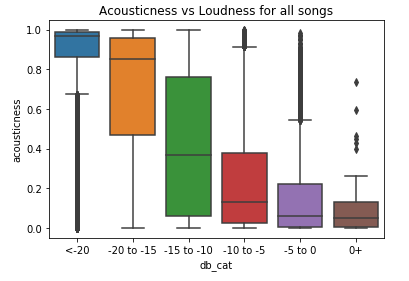 Acousticness vs Loudness for all songs
acousticness
1.0
0.8
0.6
0.4
0.2
0.0
<-20 -20 to -15 -15 to -10 -10 to -5 -5 to 0 0+
db_cat